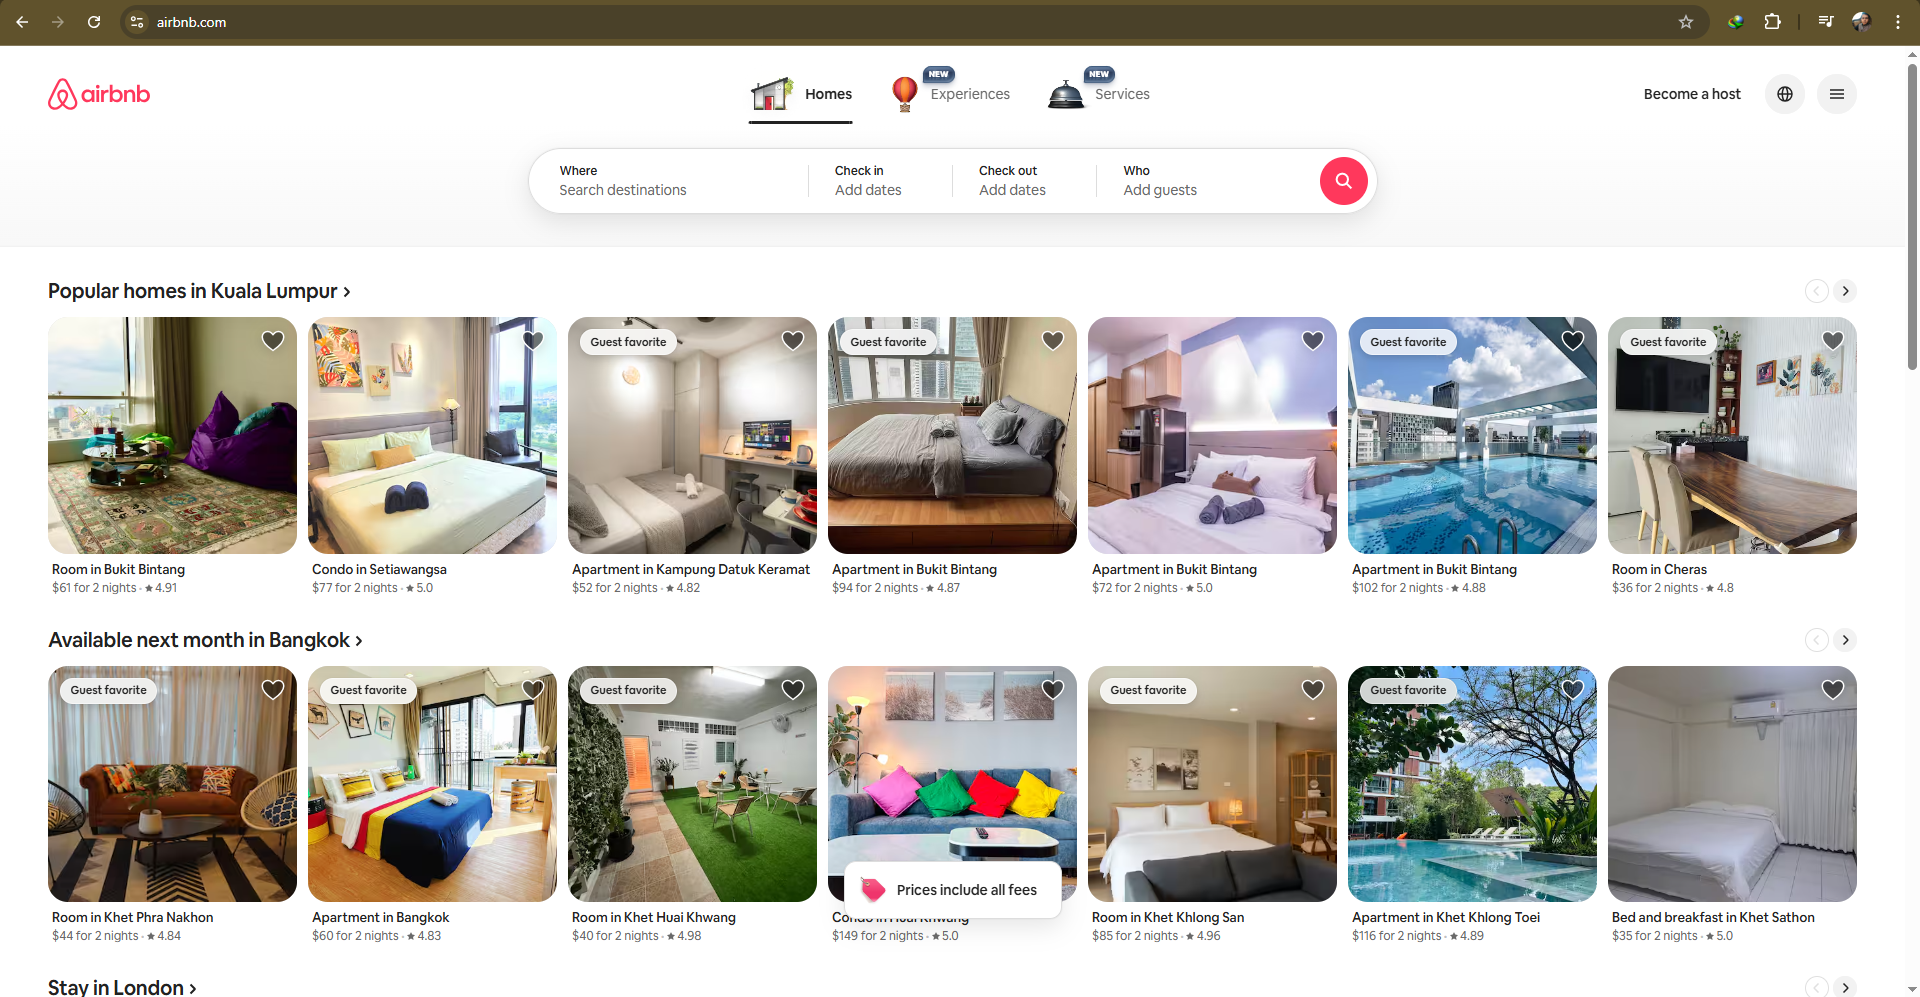 airbnb.com
airbnb
Homes
NEW
Experiences
NEW
Services
Become a host
Where
Search destinations
Check in
Add dates
Check out
Add dates
Who
Add guests
Popular homes in Kuala Lumpur
Guest favorite
Guest favorite
Guest favorite
Guest favorite
Room in Bukit Bintang
$61 for 2 nights · ★ 4.91
Condo in Setiawangsa
$77 for 2 nights · ★ 5.0
Apartment in Kampung Datuk Keramat
$52 for 2 nights · ★ 4.82
Apartment in Bukit Bintang
$94 for 2 nights · ★ 4.87
Apartment in Bukit Bintang
$72 for 2 nights · ★ 5.0
Apartment in Bukit Bintang
$102 for 2 nights · ★ 4.88
Room in Cheras
$36 for 2 nights · ★ 4.8
Available next month in Bangkok
Guest favorite
Guest favorite
Guest favorite
Guest favorite
Guest favorite
Prices include all fees
Room in Khet Phra Nakhon
$44 for 2 nights · ★ 4.84
Apartment in Bangkok
$60 for 2 nights · ★ 4.83
Room in Khet Huai Khwang
$40 for 2 nights · ★ 4.98
Condo in Huai Khwang
$149 for 2 nights · ★ 5.0
Room in Khet Khlong San
$85 for 2 nights · ★ 4.96
Apartment in Khet Khlong Toei
$116 for 2 nights · ★ 4.89
Bed and breakfast in Khet Sathon
$35 for 2 nights · ★ 5.0
Stay in London